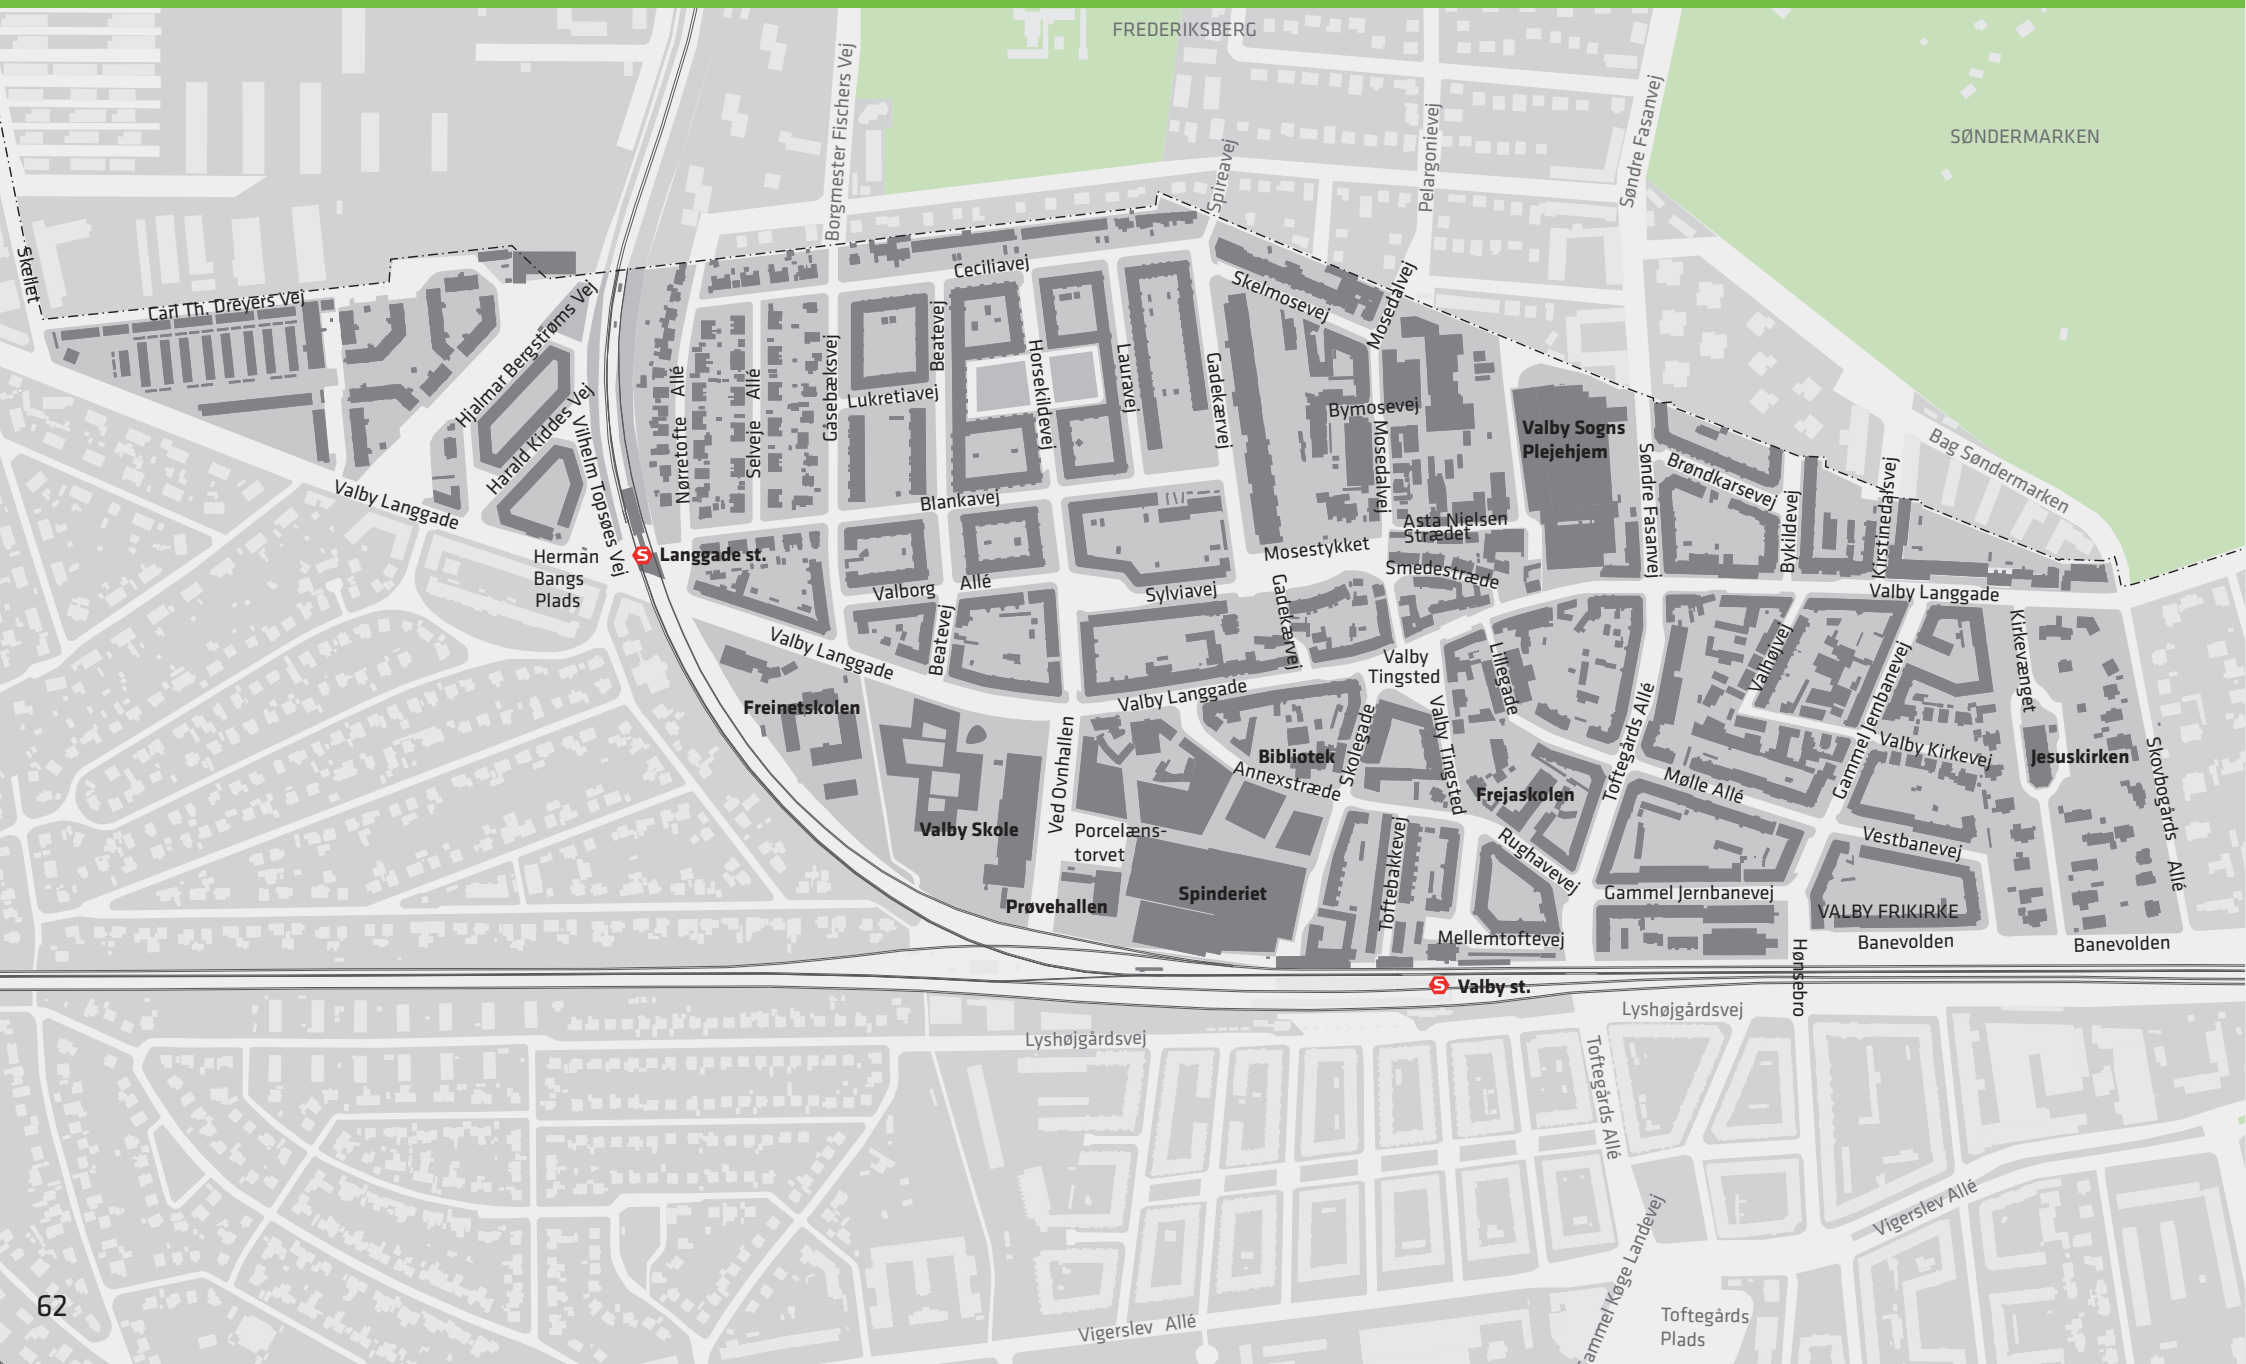 FREDERIKSBERG
Borgmester Fischers Vej
Spireavej
Pelargonievej
Søndre Fasanvej
SØNDERMARKEN
Skellet
Carl Th. Dreyers Vej
Hjalmar Bergstrøms Vej
Harald Kiddes Vej
Vilhelm Topsøes Vej
Valby Langgade
Herman
Bangs
Plads
S
Langgade st.
Nørretofte Allé
Selveje Allé
Gåsebæksvej
Ceciliavej
Beatevej
Lukretiavej
Horsekildevej
Lauravej
Gadekærvej
Skelmosevej
Mosedalvej
Bymosevej
Mosedalvej
Blankavej
Valby Sogns
Plejehjem
Søndre Fasanvej
Brøndkarsevej
Bykildevej
Kirstinedalsvej
Bag Søndermarken
Asta Nielsen
Strædet
Mosestykket
Smedestræde
Valborg Allé
Sylviavej
Gadekærvej
Beatevej
Valby Langgade
Valby Langgade
Valby Langgade
Valby
Tingsted
Lillegade
Valby Tingsted
Toftegårds Allé
Valhøjvej
Gammel Jernbanevej
Kirkevænget
Valby Kirkevej
Jesuskirken
Skovbogårds Allé
Freinetskolen
Valby Skole
Ved Ovnhallen
Bibliotek
Skolegade
Annexstræde
Porcelæns-
torvet
Spinderiet
Prøvehallen
Toftebakkevej
Frejaskolen
Rughavevej
Mølle Allé
Vestbanevej
Gammel Jernbanevej
VALBY FRIKIRKE
Mellemtoftevej
Banevolden
Banevolden
Hønsebro
S
Valby st.
Lyshøjgårdsvej
Lyshøjgårdsvej
Toftegårds Allé
Vigerslev Allé
Vigerslev Allé
ammel Køge Landevej
Toftegårds
Plads
62